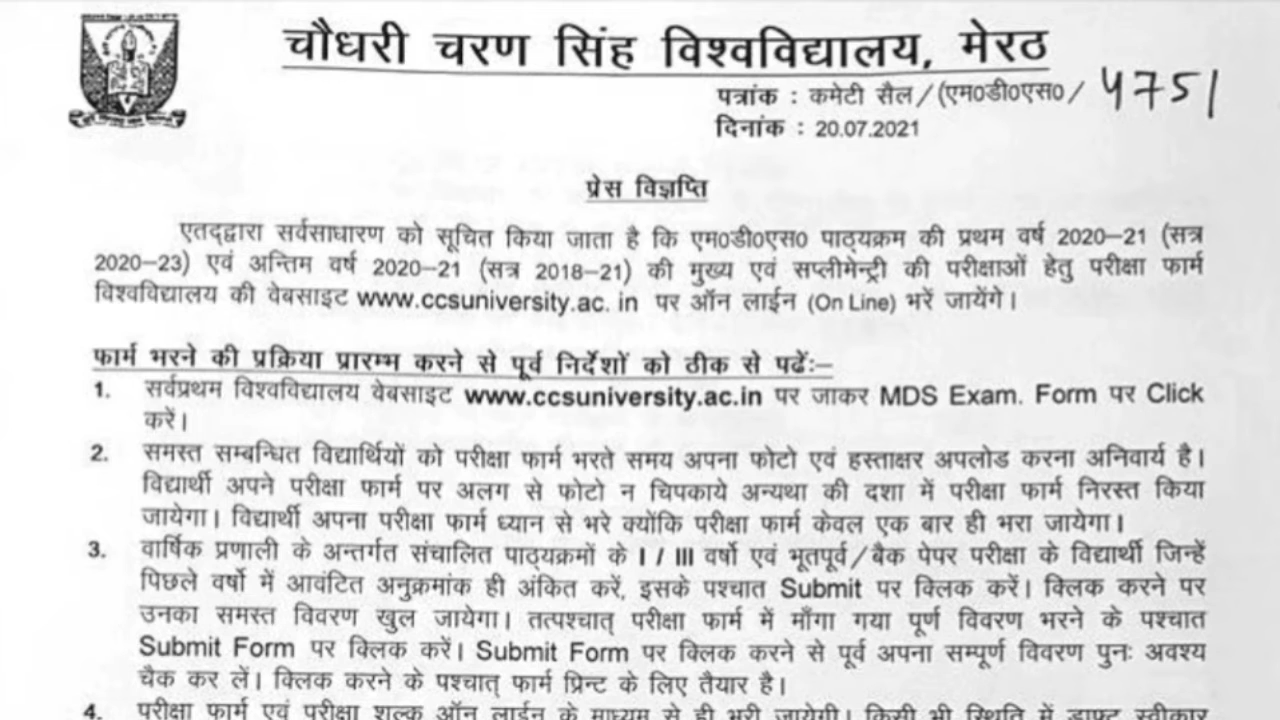 चौधरी चरण सिंह विश्वविद्यालय, मेरठ
पत्रांक : कमेटी सैल/(एम0डी0एस0/ 4751
दिनांक : 20.07.2021
प्रेस विज्ञप्ति
एतद्द्वारा सर्वसाधारण को सूचित किया जाता है कि एम0डी0एस0 पाठ्यक्रम की प्रथम वर्ष 2020–21 (सत्र
2020–23) एवं अन्तिम वर्ष 2020–21 (सत्र 2018–21) की मुख्य एवं सप्लीमेन्ट्री की परीक्षाओं हेतु परीक्षा फार्म
विश्वविद्यालय की वेबसाइट www.ccsuniversity.ac. in पर ऑन लाईन (On Line) भरें जायेंगे।
फार्म भरने की प्रक्रिया प्रारम्भ करने से पूर्व निर्देशों को ठीक से पढेंः–
1. सर्वप्रथम विश्वविद्यालय वेबसाइट www.ccsuniversity.ac.in पर जाकर MDS Exam. Form पर Click
करें।
2. समस्त सम्बन्धित विद्यार्थियों को परीक्षा फार्म भरते समय अपना फोटो एवं हस्ताक्षर अपलोड करना अनिवार्य है।
विद्यार्थी अपने परीक्षा फार्म पर अलग से फोटो न चिपकाये अन्यथा की दशा में परीक्षा फार्म निरस्त किया
जायेगा। विद्यार्थी अपना परीक्षा फार्म ध्यान से भरे क्योंकि परीक्षा फार्म केवल एक बार ही भरा जायेगा।
3. वार्षिक प्रणाली के अन्तर्गत संचालित पाठ्यक्रमों के I / III वर्षो एवं भूतपूर्व/बैक पेपर परीक्षा के विद्यार्थी जिन्हें
पिछले वर्षो में आवंटित अनुक्रमांक ही अंकित करें, इसके पश्चात Submit पर क्लिक करें। क्लिक करने पर
उनका समस्त विवरण खुल जायेगा। तत्पश्चात् परीक्षा फार्म में माँगा गया पूर्ण विवरण भरने के पश्चात
Submit Form पर क्लिक करें। Submit Form पर क्लिक करने से पूर्व अपना सम्पूर्ण विवरण पुनः अवश्य
चैक कर लें। क्लिक करने के पश्चात् फार्म प्रिन्ट के लिए तैयार है।
4. परीक्षा फार्म एवं परीक्षा शुल्क ऑन लाईन के माध्यम से ही भरी जायेगी। किसी भी स्थिति में ड्राफ्ट स्वीकार